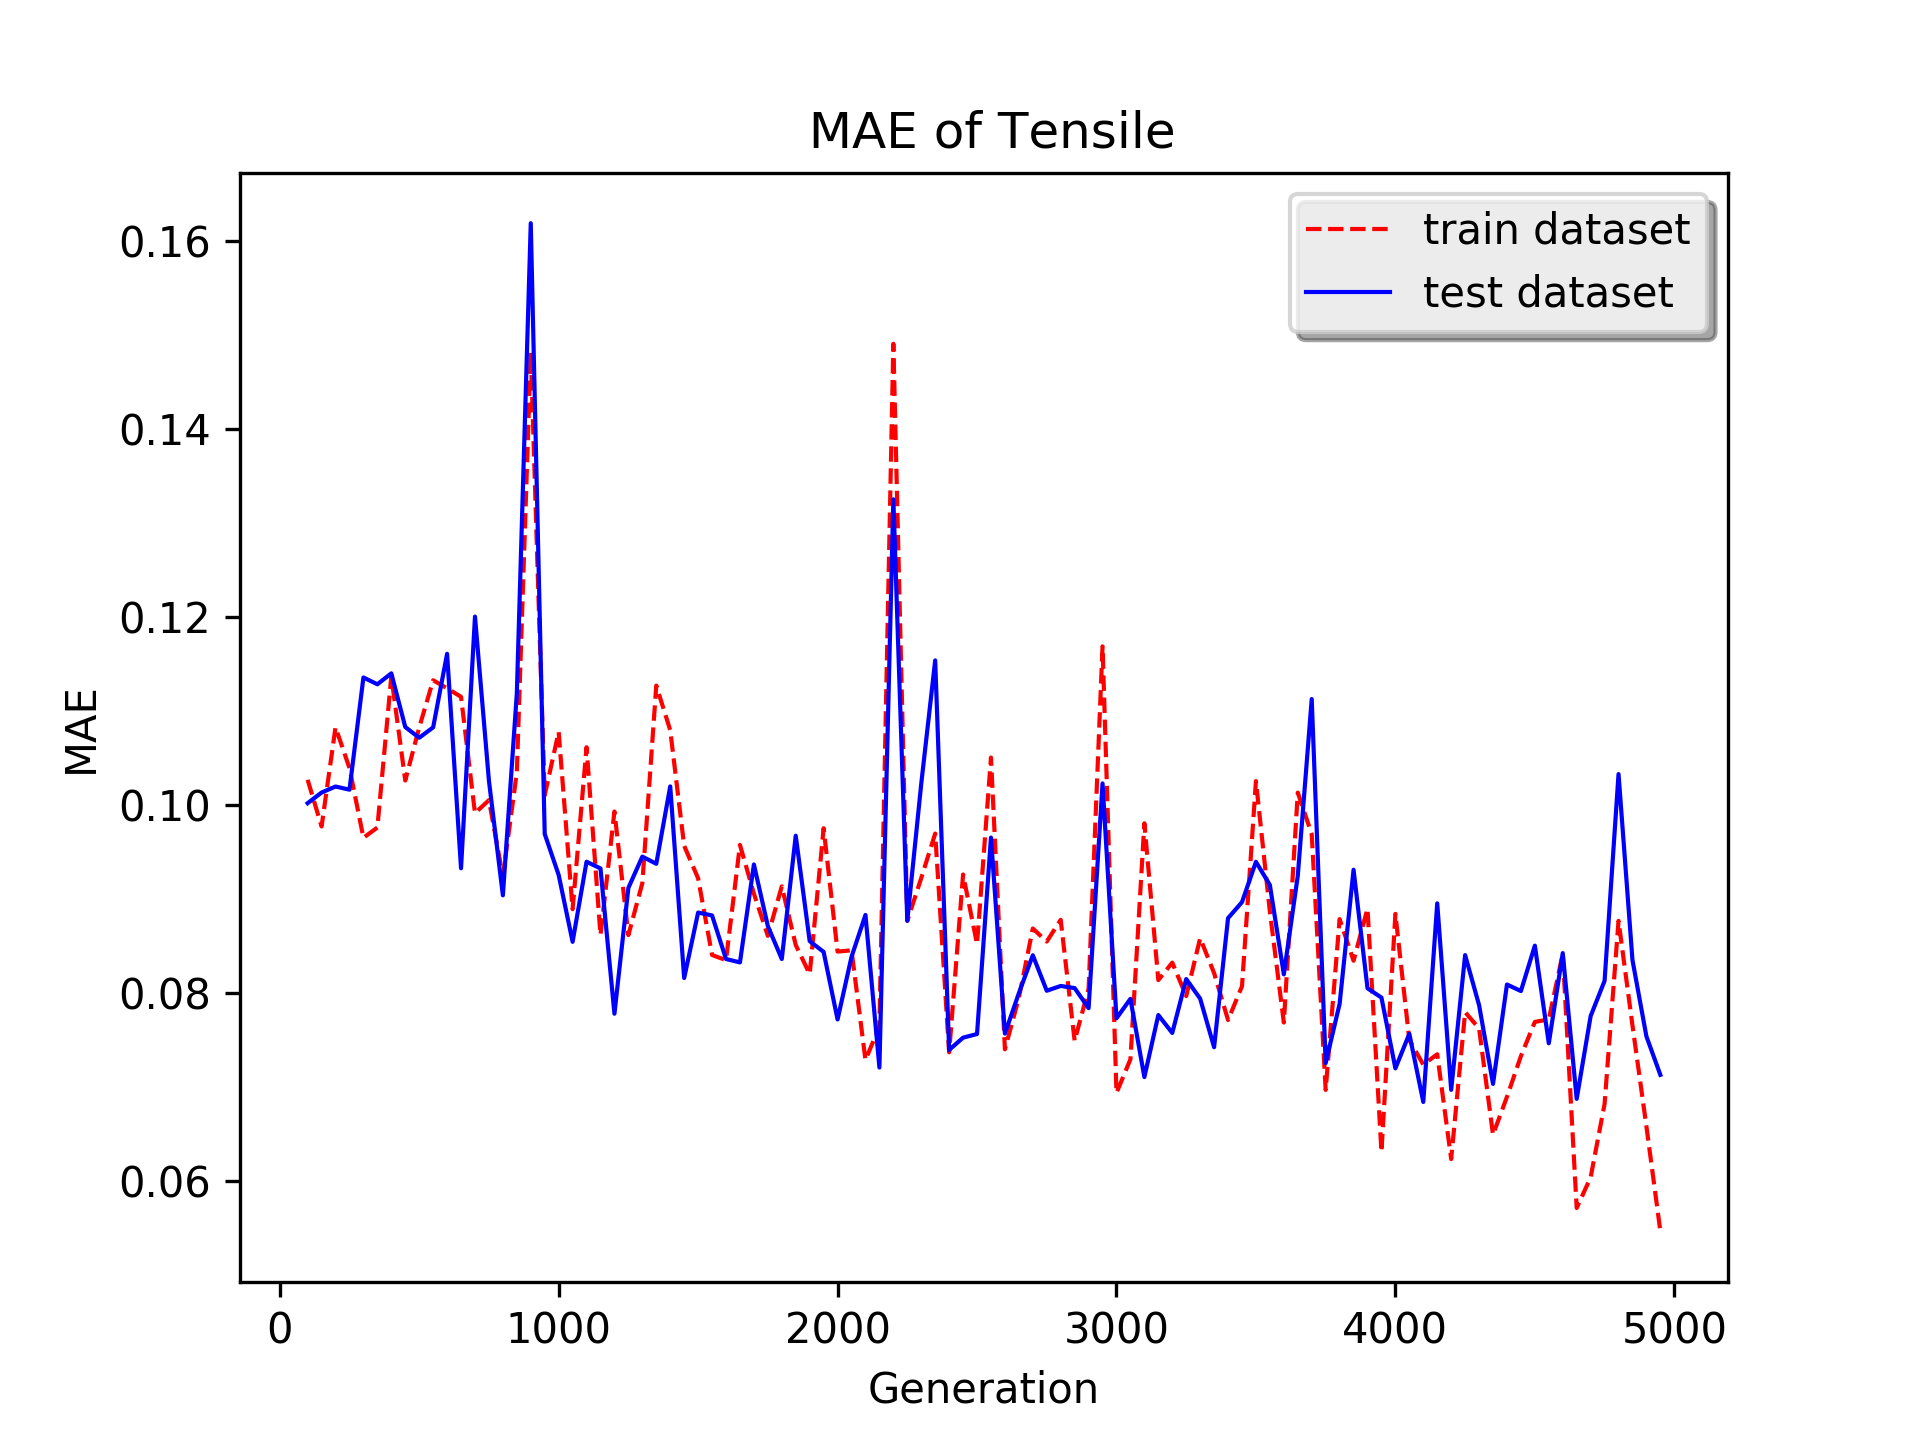 MAE of Tensile
train dataset
test dataset
0.16
0.14
0.12
0.10
0.08
0.06
MAE
0 1000 2000 3000 4000 5000
Generation